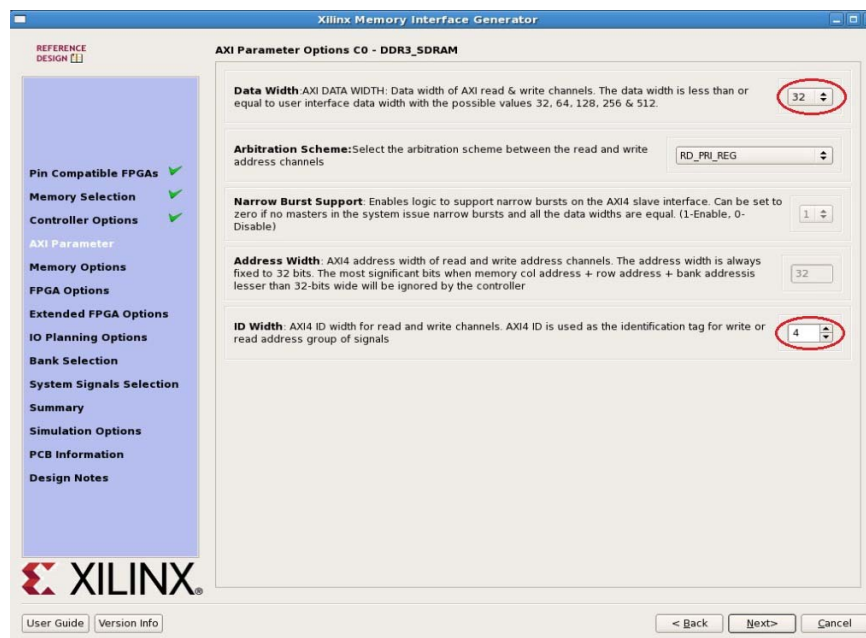 Xilinx Memory Interface Generator
REFERENCE
DESIGN
AXI Parameter Options C0 - DDR3_SDRAM
Pin Compatible FPGAs
Memory Selection
Controller Options
AXI Parameter
Memory Options
FPGA Options
Extended FPGA Options
IO Planning Options
Bank Selection
System Signals Selection
Summary
Simulation Options
PCB Information
Design Notes
Data Width:AXI DATA WIDTH: Data width of AXI read & write channels. The data width is less than or
equal to user interface data width with the possible values 32, 64, 128, 256 & 512.
32
Arbitration Scheme:Select the arbitration scheme between the read and write
address channels
RD_PRI_REG
Narrow Burst Support: Enables logic to support narrow bursts on the AXI4 slave interface. Can be set to
zero if no masters in the system issue narrow bursts and all the data widths are equal. (1-Enable, 0-
Disable)
1
Address Width: AXI4 address width of read and write address channels. The address width is always
fixed to 32 bits. The most significant bits when memory col address + row address + bank addressis
lesser than 32-bits wide will be ignored by the controller
32
ID Width: AXI4 ID width for read and write channels. AXI4 ID is used as the identification tag for write or
read address group of signals
4
XILINX®
User Guide
Version Info
< Back
Next>
Cancel